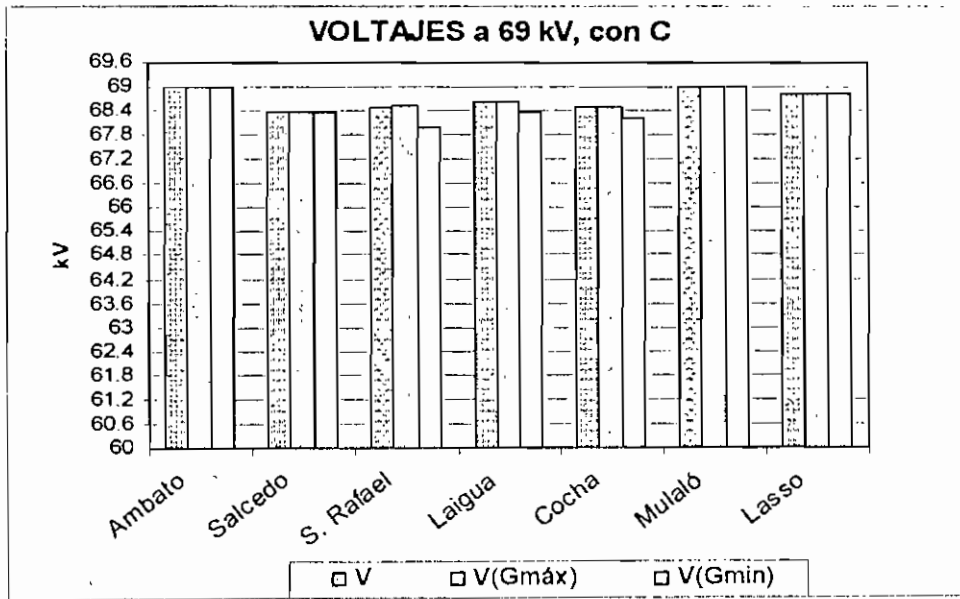 VOLTAJES a 69 kV, con C
69.6
69
68.4
67.8
67.2
66.6
66
65.4
64.8
64.2
63.6
63
62.4
61.8
61.2
60.6
60
kV
Ambato
Salcedo
S. Rafael
Laigua
Cocha
Mulaló
Lasso
V V(Gmáx) V(Gmin)